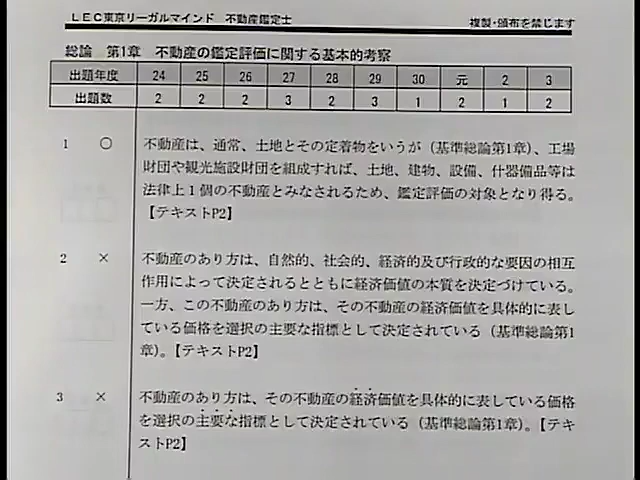 LEC東京リーガルマインド 不動産鑑定士 複製・頒布を禁じます
総論 第1章 不動産の鑑定評価に関する基本的考察
出題年度 24 25 26 27 28 29 30 元 2 3
出題数 2 2 2 3 2 3 1 2 1 2
1 ○ 不動産は、通常、土地とその定着物をいうが（基準総論第1章）、工場
財団や観光施設財団を組成すれば、土地、建物、設備、什器備品等は
法律上1個の不動産とみなされるため、鑑定評価の対象となり得る。
【テキストP2】
2 × 不動産のあり方は、自然的、社会的、経済的及び行政的な要因の相互
作用によって決定されるとともに経済価値の本質を決定づけている。
一方、この不動産のあり方は、その不動産の経済価値を具体的に表し
ている価格を選択の主要な指標として決定されている（基準総論第1
章）。【テキストP2】
3 × 不動産のあり方は、その不動産の経済価値を具体的に表している価格
を選択の主要な指標として決定されている（基準総論第1章）。【テキ
ストP2】